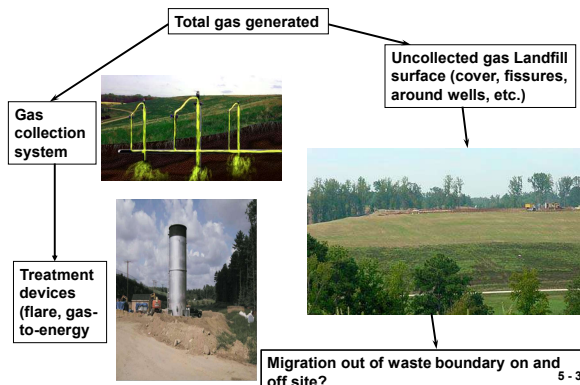 Total gas generated
Uncollected gas Landfill
surface (cover, fissures,
around wells, etc.)
Gas
collection
system
Treatment
devices
(flare, gas-
to-energy
Migration out of waste boundary on and
off site?
5 - 3